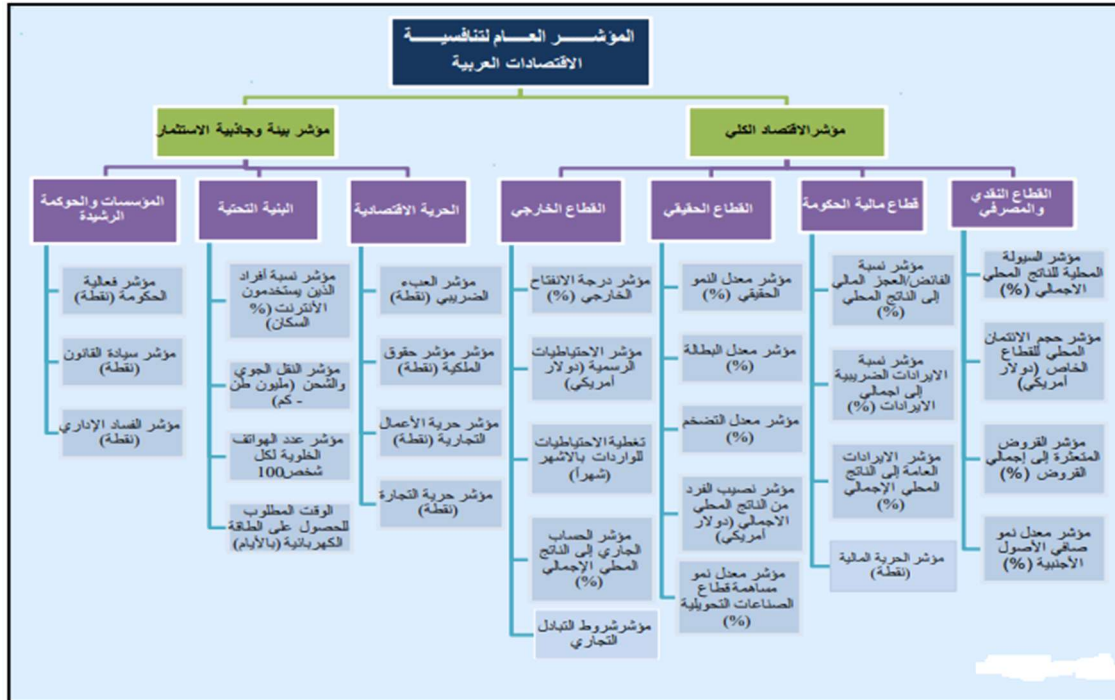 المؤشـــــر العـــام لتنافسيـــــة
الاقتصادات العربية
مؤشر الاقتصاد الكلي
مؤشر بيئة وجاذبية الاستثمار
القطاع النقدي
والمصرفي
قطاع مالية الحكومة
القطاع الحقيقي
القطاع الخارجي
الحرية الاقتصادية
البنية التحتية
المؤسسات والحوكمة
الرشيدة
مؤشر السيولة
المحلية للناتج المحلي
الاجمالي (%)
مؤشر حجم الائتمان
المحلي للقطاع
الخاص (دولار
أمريكي)
مؤشر القروض
المتعثرة إلى إجمالي
القروض (%)
مؤشر معدل نمو
صافي الأصول
الأجنبية (%)
مؤشر نسبة
الفائض/العجز المالي
إلى الناتج المحلي
(%)
مؤشر نسبة
الايرادات الضريبية
إلى اجمالي
الايرادات (%)
مؤشر الايرادات
العامة إلى الناتج
المحلي الإجمالي
(%)
مؤشر الحرية المالية
(نقطة)
مؤشر معدل النمو
الحقيقي (%)
مؤشر معدل البطالة
(%)
مؤشر معدل التضخم
(%)
مؤشر نصيب الفرد
من الناتج المحلي
الاجمالي (دولار
أمريكي)
مؤشر معدل نمو
مساهمة قطاع
الصناعات التحويلية
(%)
مؤشر درجة الانفتاح
الخارجي (%)
مؤشر الاحتياطيات
الرسمية (دولار
أمريكي)
تغطية الاحتياطيات
للواردات بالاشهر
(شهراً)
مؤشر الحساب
الجاري إلى الناتج
المحلي الإجمالي
(%)
مؤشرشروط التبادل
التجاري
مؤشر العبء
الضريبي (نقطة)
مؤشر مؤشر حقوق
الملكية (نقطة)
مؤشر حرية الأعمال
التجارية (نقطة)
مؤشر حرية التجارة
(نقطة)
مؤشر نسبة أفراد
الذين يستخدمون
الأنترنت (%
السكان)
مؤشر النقل الجوي
والشحن (مليون طن
- كم)
مؤشر عدد الهواتف
الخلوية لكل
100شخص
الوقت المطلوب
للحصول على الطاقة
الكهربائية (بالأيام)
مؤشر فعالية
الحكومة (نقطة)
مؤشر سيادة القانون
(نقطة)
مؤشر الفساد الإداري
(نقطة)